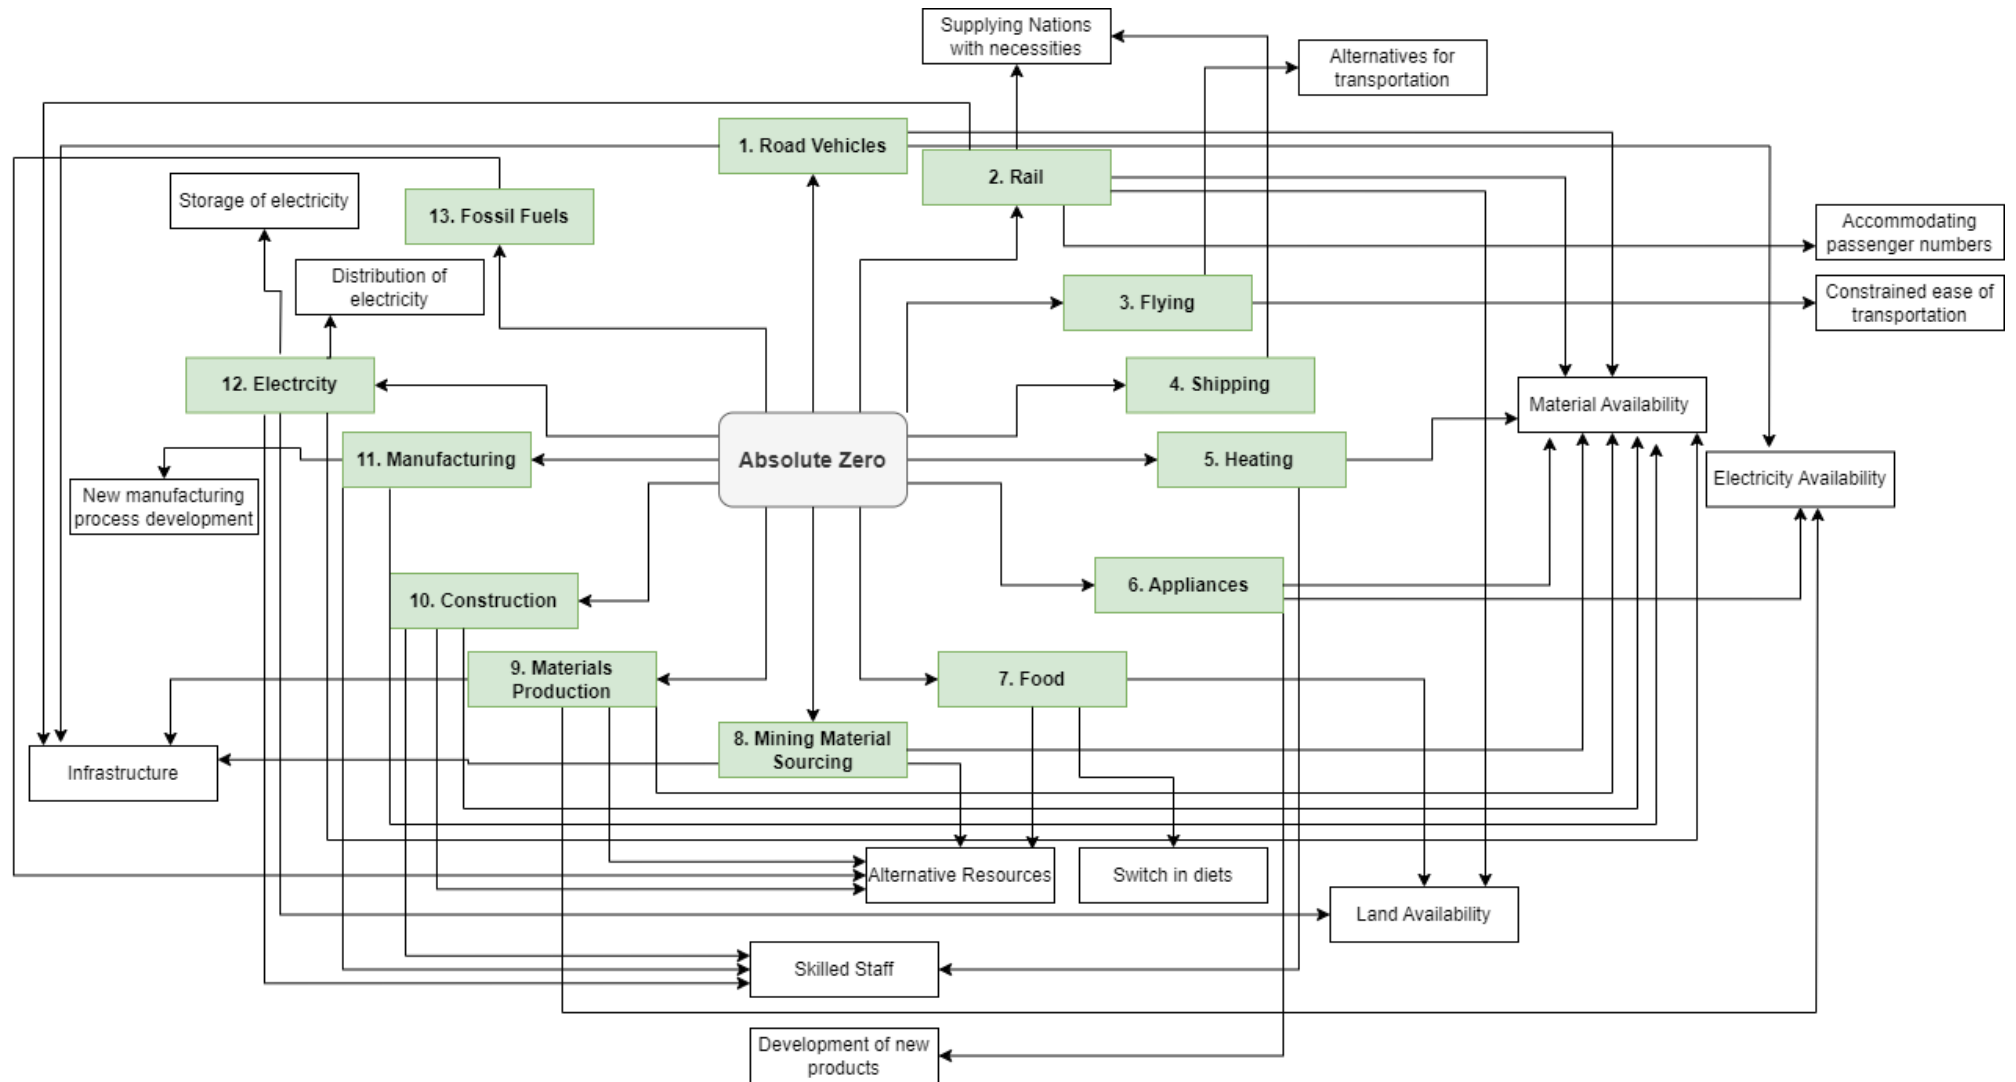 Supplying Nations
with necessities
Alternatives for
transportation
1. Road Vehicles
2. Rail
Storage of electricity
13. Fossil Fuels
Accommodating
passenger numbers
Distribution of
electricity
3. Flying
Constrained ease of
transportation
12. Electrcity
4. Shipping
Material Availability
11. Manufacturing
Absolute Zero
5. Heating
Electricity Availability
New manufacturing
process development
10. Construction
6. Appliances
9. Materials
Production
7. Food
8. Mining Material
Sourcing
Infrastructure
Alternative Resources
Switch in diets
Land Availability
Skilled Staff
Development of new
products